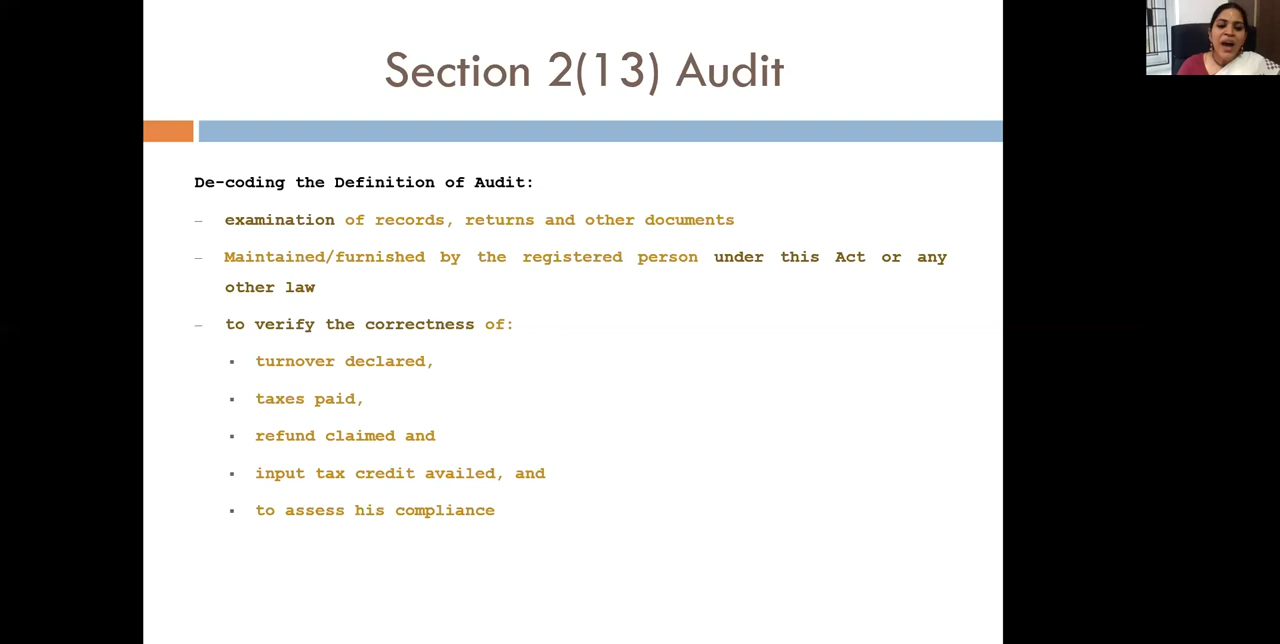 Section 2(13) Audit
De-coding the Definition of Audit:
– examination of records, returns and other documents
– Maintained/furnished by the registered person under this Act or any
other law
– to verify the correctness of:
▪ turnover declared,
▪ taxes paid,
▪ refund claimed and
▪ input tax credit availed, and
▪ to assess his compliance